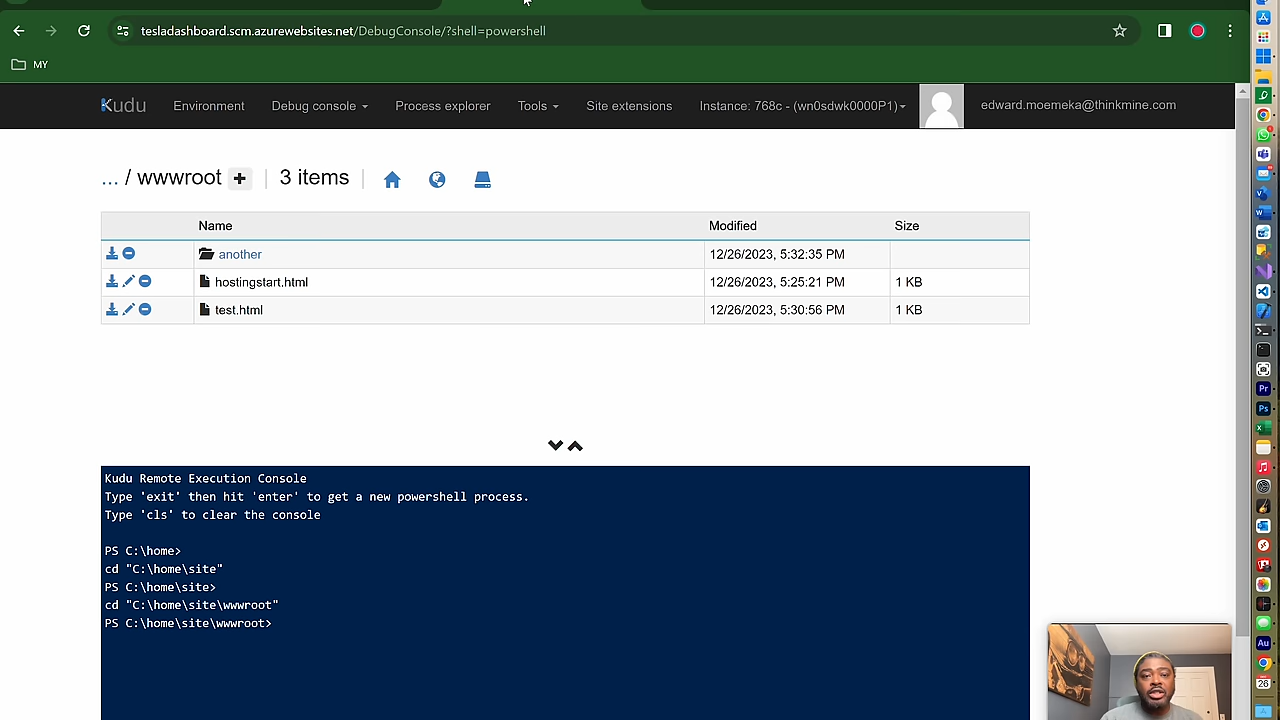 tesladashboard.scm.azurewebsites.net/DebugConsole/?shell=powershell
MY
Kudu Environment Debug console Process explorer Tools Site extensions Instance: 768c - (wn0sdwk0000P1) edward.moemeka@thinkmine.com
... / wwwroot + | 3 items |
Name Modified Size
another 12/26/2023, 5:32:35 PM
hostingstart.html 12/26/2023, 5:25:21 PM 1 KB
test.html 12/26/2023, 5:30:56 PM 1 KB
Kudu Remote Execution Console
Type 'exit' then hit 'enter' to get a new powershell process.
Type 'cls' to clear the console
PS C:\home>
cd "C:\home\site"
PS C:\home\site>
cd "C:\home\site\wwwroot"
PS C:\home\site\wwwroot>
Pr
Ps
Au
26